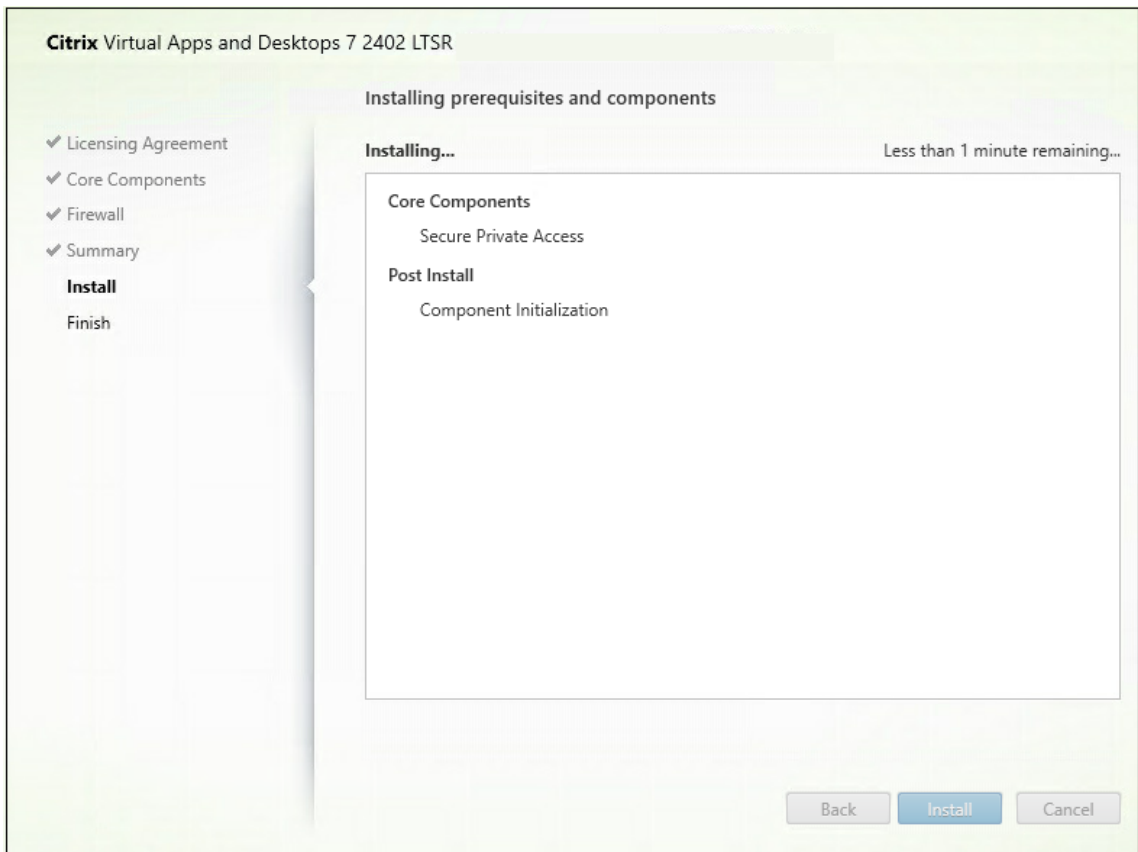 Citrix Virtual Apps and Desktops 7 2402 LTSR
Installing prerequisites and components
Licensing Agreement
Core Components
Firewall
Summary
Install
Finish
Installing... Less than 1 minute remaining...
Core Components
Secure Private Access
Post Install
Component Initialization
Back Install Cancel